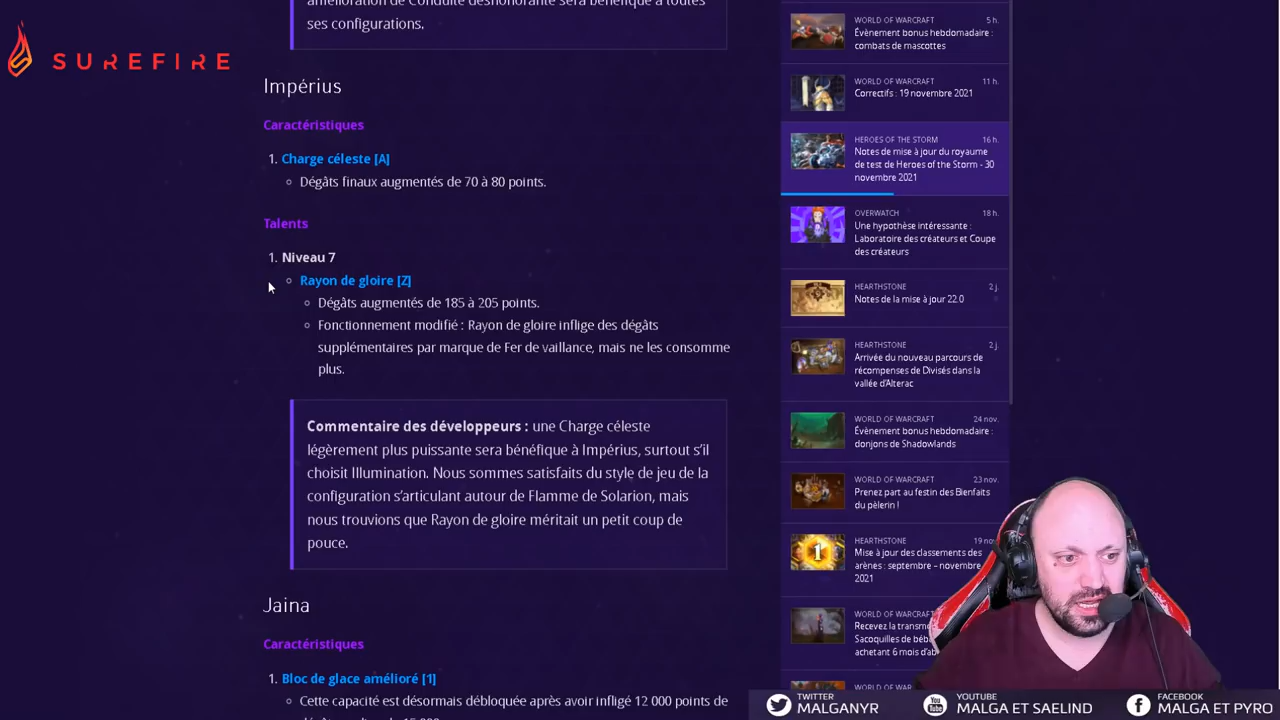 amélioration de Conduite déshonorante sera bénéfique à toutes
ses configurations.
SUREFIRE
Impérius
Caractéristiques
1. Charge céleste [A]
Dégâts finaux augmentés de 70 à 80 points.
Talents
1. Niveau 7
Rayon de gloire [Z]
Dégâts augmentés de 185 à 205 points.
Fonctionnement modifié : Rayon de gloire inflige des dégâts
supplémentaires par marque de Fer de vaillance, mais ne les consomme
plus.
Commentaire des développeurs : une Charge céleste
légèrement plus puissante sera bénéfique à Impérius, surtout s’il
choisit Illumination. Nous sommes satisfaits du style de jeu de la
configuration s’articulant autour de Flamme de Solarion, mais
nous trouvions que Rayon de gloire méritait un petit coup de
pouce.
Jaina
Caractéristiques
1. Bloc de glace amélioré [1]
Cette capacité est désormais débloquée après avoir infligé 12 000 points de
WORLD OF WARCRAFT 5 h.
Évènement bonus hebdomadaire :
combats de mascottes
WORLD OF WARCRAFT 11 h.
Correctifs : 19 novembre 2021
HEROES OF THE STORM 16 h.
Notes de mise à jour du royaume
de test de Heroes of the Storm - 30
novembre 2021
OVERWATCH 18 h.
Une hypothèse intéressante :
Laboratoire des créateurs et Coupe
des créateurs
HEARTHSTONE 2 j.
Notes de la mise à jour 22.0
HEARTHSTONE 2 j.
Arrivée du nouveau parcours de
récompenses de Divisés dans la
vallée d’Alterac
WORLD OF WARCRAFT 24 nov.
Évènement bonus hebdomadaire :
donjons de Shadowlands
WORLD OF WARCRAFT 23 nov.
Prenez part au festin des Bienfaits
du pèlerin !
HEARTHSTONE 19
Mise à jour des classements des
arènes : septembre – novembre
2021
1
WORLD OF WARCRAFT
Recevez la
Sacoquilles de
achetant 6 mois
WORLD OF WAR
TWITTER
MALGANYR
YOUTUBE
MALGA ET SAELIND
FACEBOOK
MALGA ET PYRO